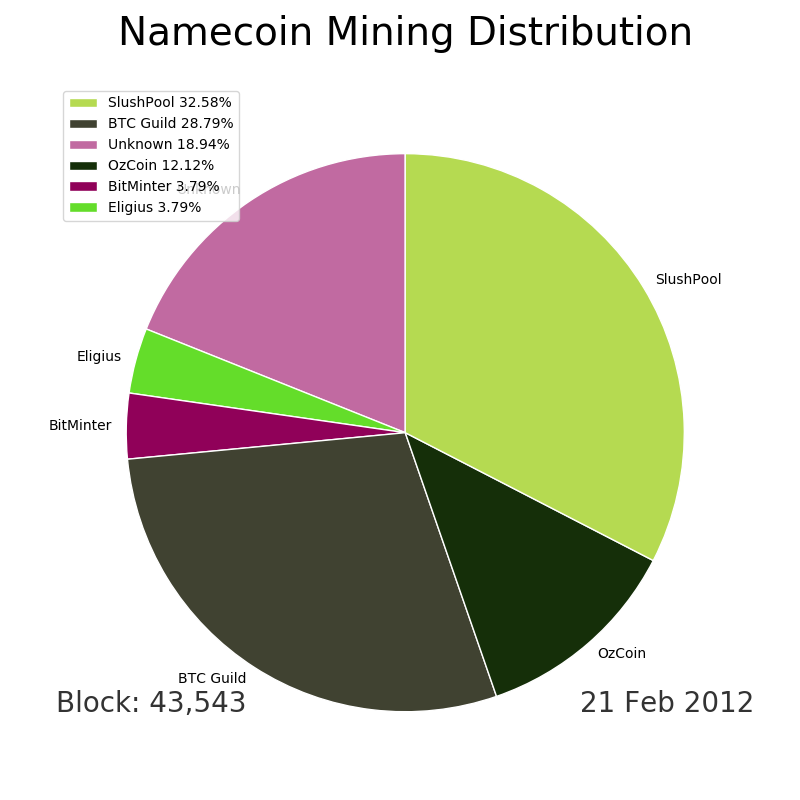 Namecoin Mining Distribution
SlushPool 32.58%
BTC Guild 28.79%
Unknown 18.94%
OzCoin 12.12%
BitMinter 3.79%
Eligius 3.79%
Unknown
SlushPool
Eligius
BitMinter
OzCoin
BTC Guild
Block: 43,543
21 Feb 2012